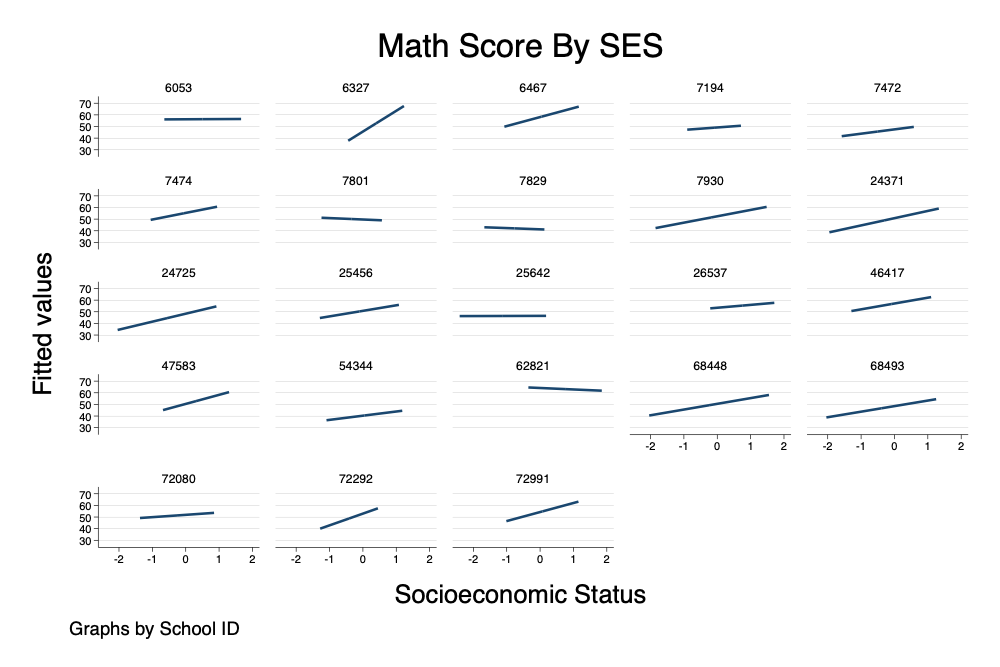 Math Score By SES
6053 6327 6467 7194 7472
70
60
50
40
30
7474 7801 7829 7930 24371
70
60
50
40
30
24725 25456 25642 26537 46417
70
60
50
40
30
47583 54344 62821 68448 68493
70
60
50
40
30
-2 -1 0 1 2 -2 -1 0 1 2
72080 72292 72991
70
60
50
40
30
-2 -1 0 1 2 -2 -1 0 1 2 -2 -1 0 1 2
Fitted values
Socioeconomic Status
Graphs by School ID